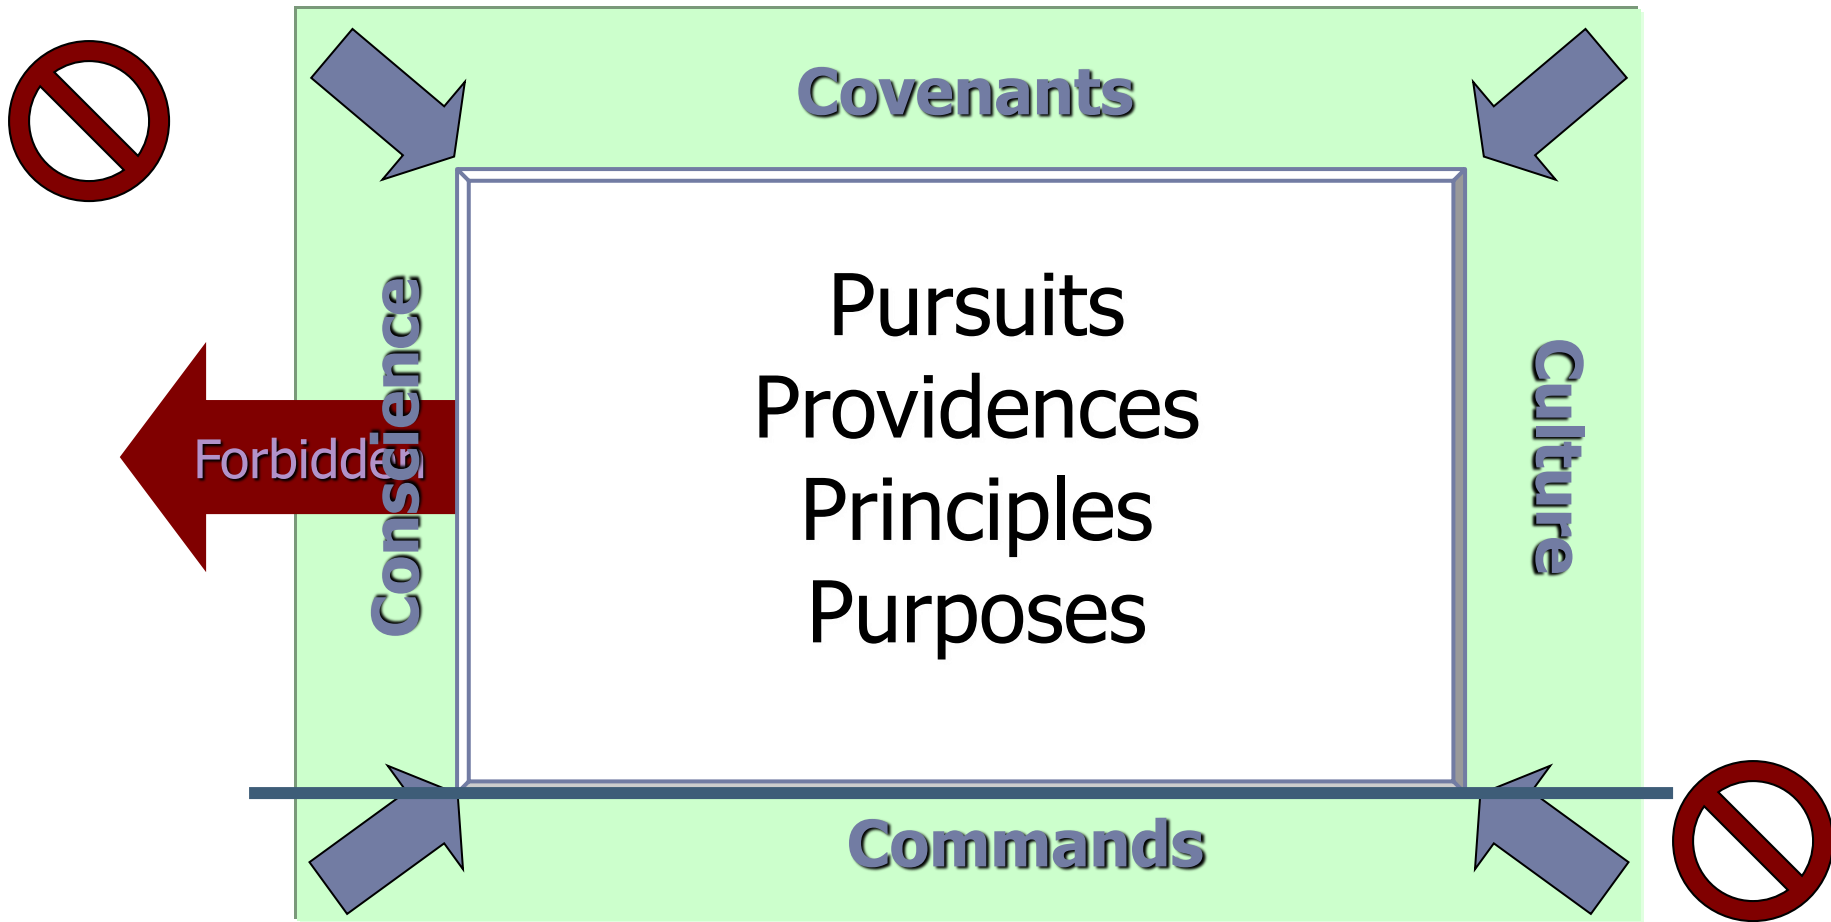 Covenants
Conscience
Forbidden
Pursuits
Providences
Principles
Purposes
Culture
Commands